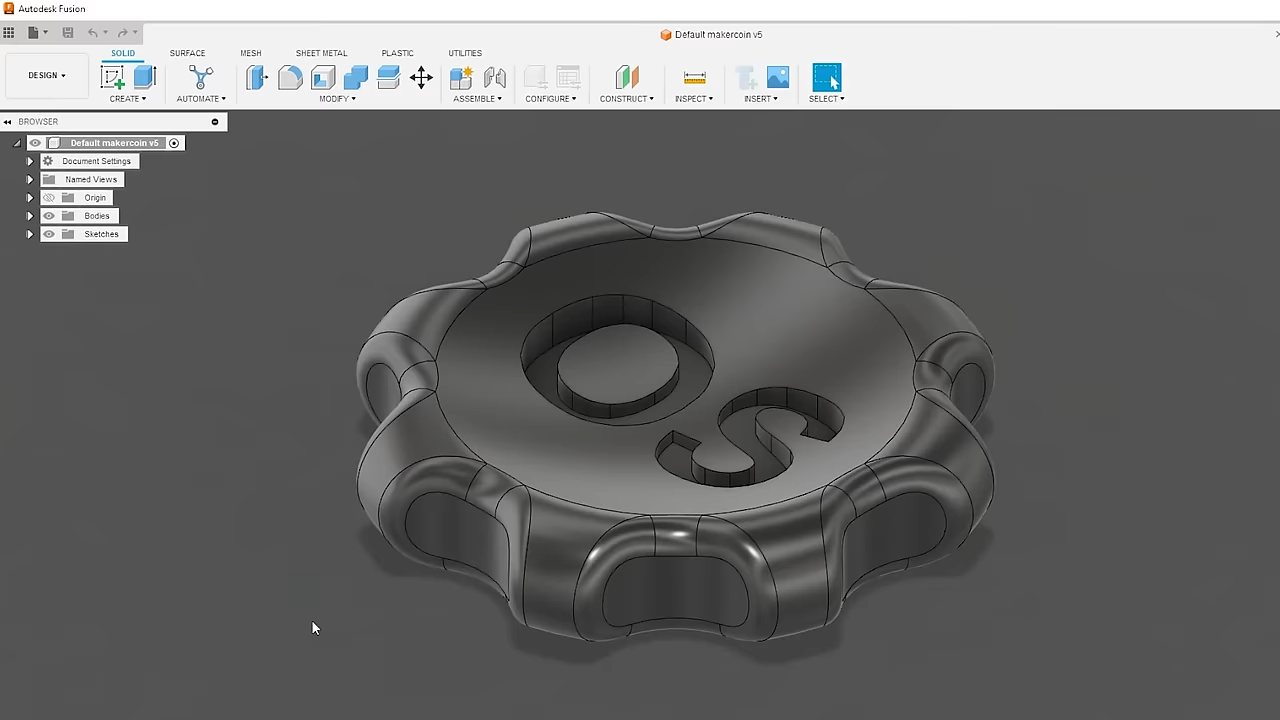 Autodesk Fusion
Default makercoin v5
SOLID SURFACE MESH SHEET METAL PLASTIC UTILITIES
DESIGN
CREATE AUTOMATE MODIFY ASSEMBLE CONFIGURE CONSTRUCT INSPECT INSERT SELECT
BROWSER
Default makercoin v5
Document Settings
Named Views
Origin
Bodies
Sketches
O
S